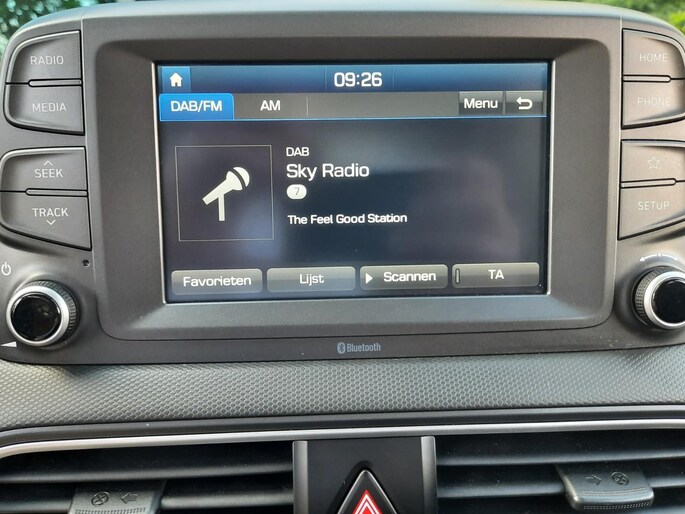 RADIO
MEDIA
SEEK
TRACK
HOME
PHONE
SETUP
09:26
DAB/FM AM Menu
DAB
Sky Radio
7
The Feel Good Station
Favorieten Lijst Scannen TA
Bluetooth